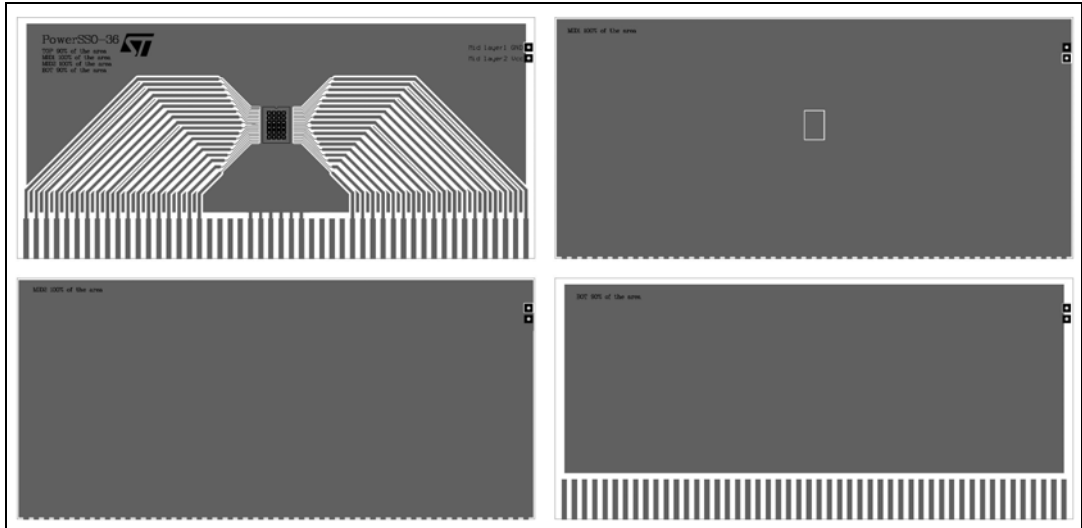 PowerSSO-36
TOP 90% of the area
MID1 100% of the area
MID2 100% of the area
BOT 90% of the area
Mid Layer1 GND
Mid Layer2 Vcc
MID1 100% of the area
MID2 100% of the area
BOT 90% of the area